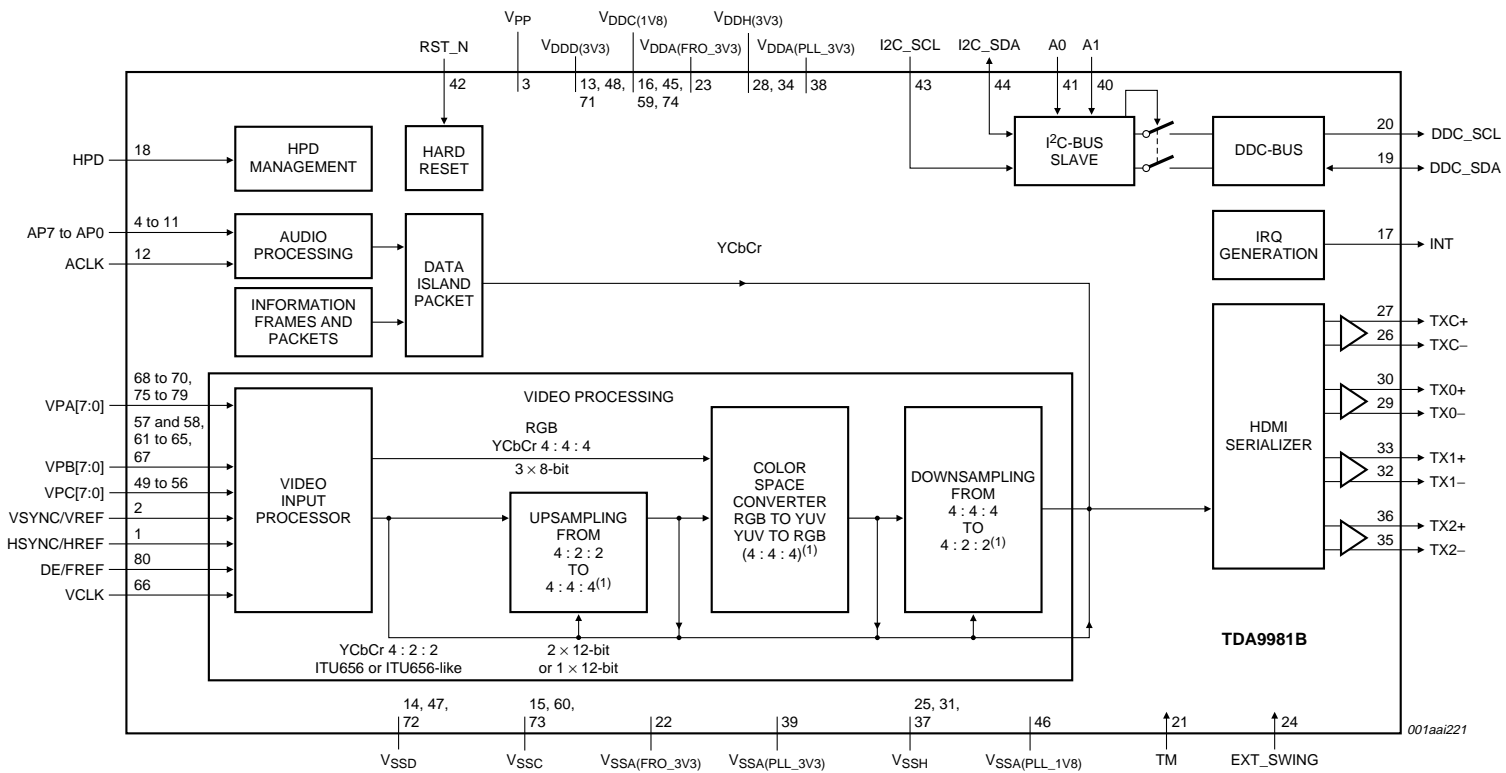 VPP
VDDC(1V8)
VDDH(3V3)
RST_N
VDDD(3V3)
VDDA(FRO_3V3)
VDDA(PLL_3V3)
I2C_SCL
I2C_SDA
A0
A1
42
3
13, 48,
71
16, 45,
59, 74
23
28, 34
38
43
44
41
40
HPD
18
HPD
MANAGEMENT
HARD
RESET
I2C-BUS
SLAVE
DDC-BUS
20
DDC_SCL
19
DDC_SDA
AP7 to AP0
4 to 11
ACLK
12
AUDIO
PROCESSING
INFORMATION
FRAMES AND
PACKETS
DATA
ISLAND
PACKET
YCbCr
IRQ
GENERATION
17
INT
HDMI
SERIALIZER
27
TXC+
26
TXC−
30
TX0+
29
TX0−
33
TX1+
32
TX1−
36
TX2+
35
TX2−
68 to 70,
75 to 79
VPA[7:0]
57 and 58,
61 to 65,
67
VPB[7:0]
VPC[7:0]
49 to 56
VSYNC/VREF
2
HSYNC/HREF
1
DE/FREF
80
VCLK
66
VIDEO PROCESSING
VIDEO
INPUT
PROCESSOR
RGB
YCbCr 4 : 4 : 4
3 × 8-bit
UPSAMPLING
FROM
4 : 2 : 2
TO
4 : 4 : 4(1)
COLOR
SPACE
CONVERTER
RGB TO YUV
YUV TO RGB
(4 : 4 : 4)(1)
DOWNSAMPLING
FROM
4 : 4 : 4
TO
4 : 2 : 2(1)
YCbCr 4 : 2 : 2
ITU656 or ITU656-like
2 × 12-bit
or 1 × 12-bit
TDA9981B
14, 47,
72
15, 60,
73
22
39
25, 31,
37
46
21
24
001aai221
VSSD
VSSC
VSSA(FRO_3V3)
VSSA(PLL_3V3)
VSSH
VSSA(PLL_1V8)
TM
EXT_SWING